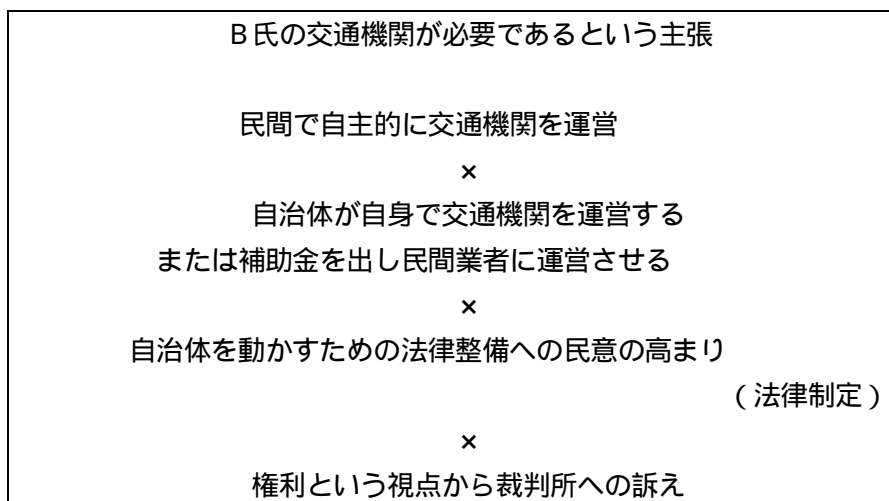 B氏の交通機関が必要であるという主張
民間で自主的に交通機関を運営
×
自治体が自身で交通機関を運営する
または補助金を出し民間業者に運営させる
×
自治体を動かすための法律整備への民意の高まり
(法律制定)
×
権利という視点から裁判所への訴え